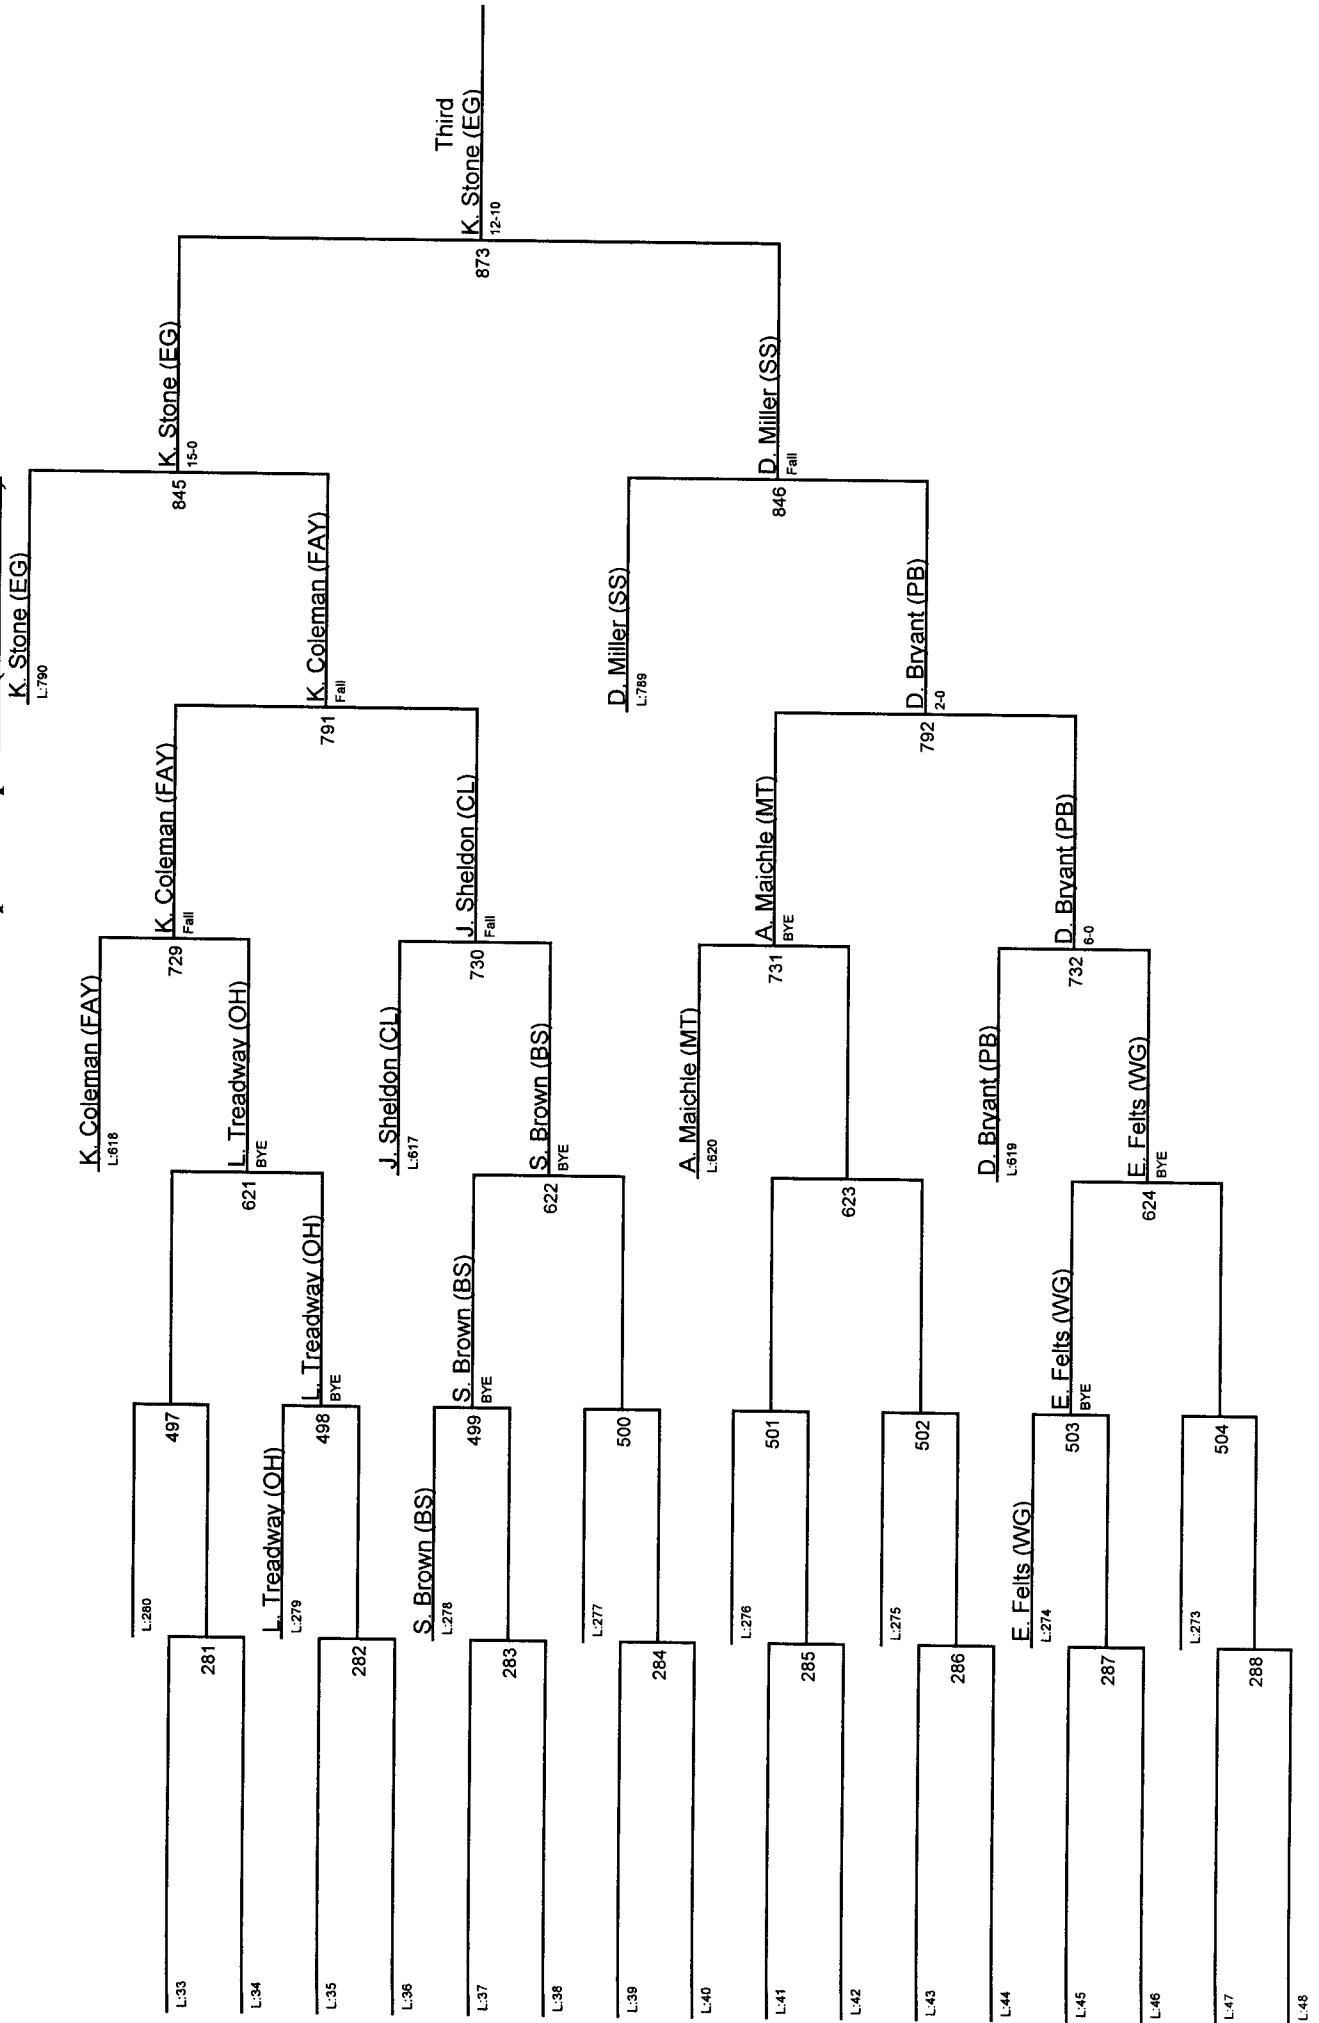 L:33
L:34
L:35
L:36
L:37
L:38
L:39
L:40
L:41
L:42
L:43
L:44
L:45
L:46
L:47
L:48
281
282
283
284
285
286
287
288
L:280
L. Treadway (OH)
L:279
S. Brown (BS)
L:278
L:277
L:276
L:275
E. Felts (WG)
L:274
L:273
497
498
499
500
501
502
503
504
L. Treadway (OH)
BYE
S. Brown (BS)
BYE
E. Felts (WG)
BYE
621
622
623
624
K. Coleman (FAY)
L:618
L. Treadway (OH)
BYE
J. Sheldon (CL)
L:617
S. Brown (BS)
BYE
A. Maichle (MT)
L:620
D. Bryant (PB)
L:619
E. Felts (WG)
BYE
729
730
731
732
K. Coleman (FAY)
Fall
J. Sheldon (CL)
Fall
A. Maichle (MT)
BYE
D. Bryant (PB)
6-0
791
792
K. Stone (EG)
L:790
K. Coleman (FAY)
Fall
D. Miller (SS)
L:789
D. Bryant (PB)
2-0
845
846
K. Stone (EG)
15-0
D. Miller (SS)
Fall
873
Third
K. Stone (EG)
12-10